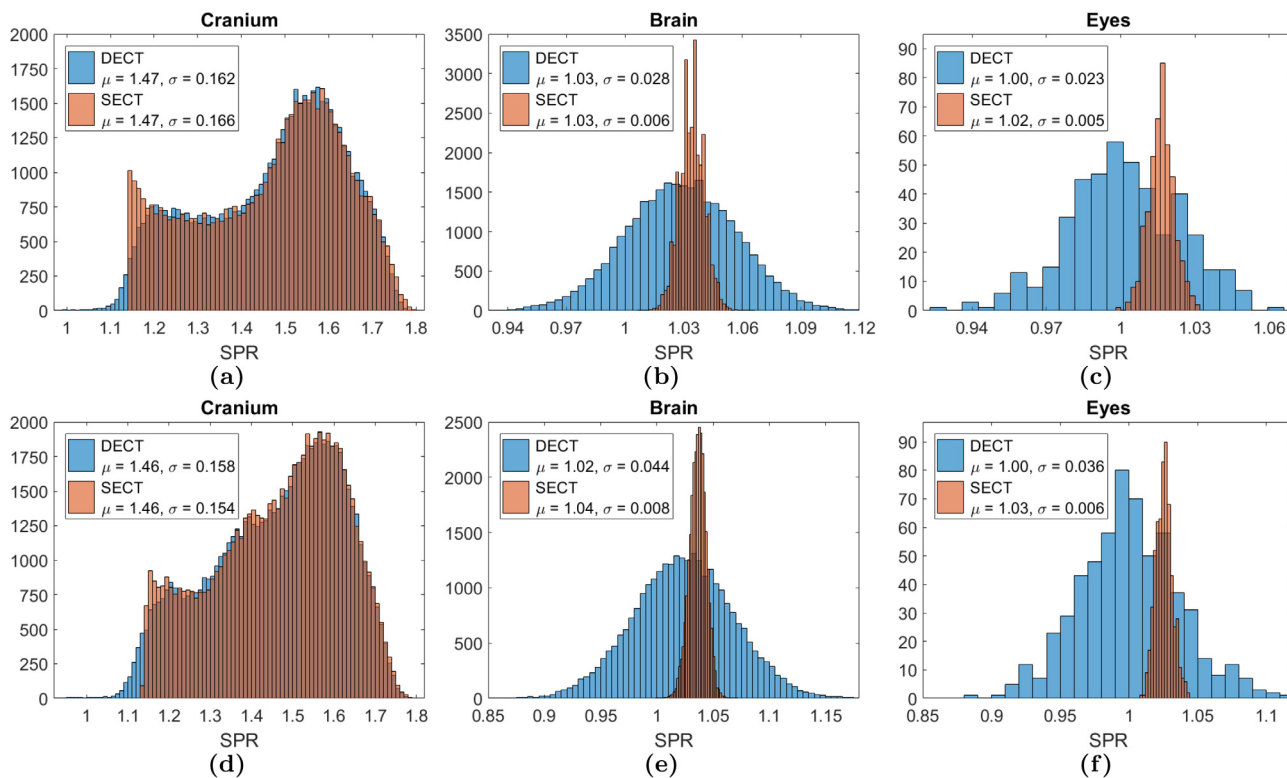 Cranium
2000
1750
1500
1250
1000
750
500
250
0
DECT
μ = 1.47, σ = 0.162
SECT
μ = 1.47, σ = 0.166
1 1.1 1.2 1.3 1.4 1.5 1.6 1.7 1.8
SPR
(a)
Brain
3500
3000
2500
2000
1500
1000
500
0
DECT
μ = 1.03, σ = 0.028
SECT
μ = 1.03, σ = 0.006
0.94 0.97 1 1.03 1.06 1.09 1.12
SPR
(b)
Eyes
90
80
70
60
50
40
30
20
10
0
DECT
μ = 1.00, σ = 0.023
SECT
μ = 1.02, σ = 0.005
0.94 0.97 1 1.03 1.06
SPR
(c)
Cranium
2000
1750
1500
1250
1000
750
500
250
0
DECT
μ = 1.46, σ = 0.158
SECT
μ = 1.46, σ = 0.154
1 1.1 1.2 1.3 1.4 1.5 1.6 1.7 1.8
SPR
(d)
Brain
2500
2000
1500
1000
500
0
DECT
μ = 1.02, σ = 0.044
SECT
μ = 1.04, σ = 0.008
0.85 0.9 0.95 1 1.05 1.1 1.15
SPR
(e)
Eyes
90
80
70
60
50
40
30
20
10
0
DECT
μ = 1.00, σ = 0.036
SECT
μ = 1.03, σ = 0.006
0.85 0.9 0.95 1 1.05 1.1
SPR
(f)